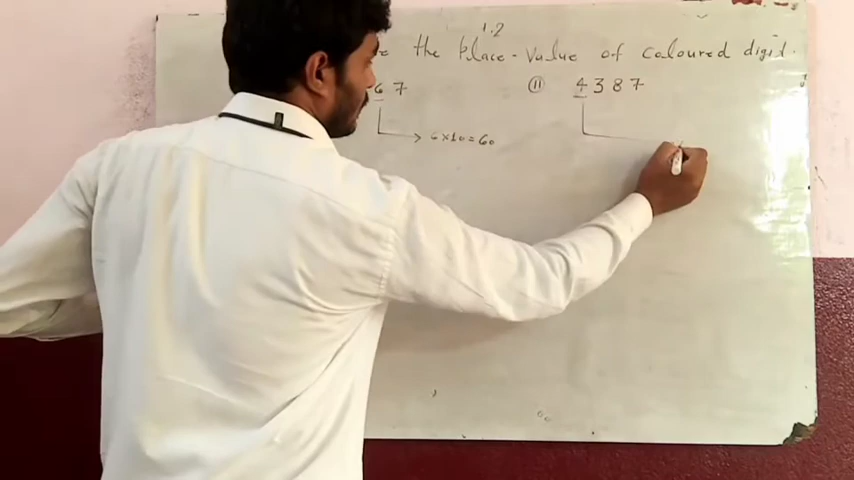 1.2
the place-value of coloured digit.
67 (ii) 4387
6×10=60